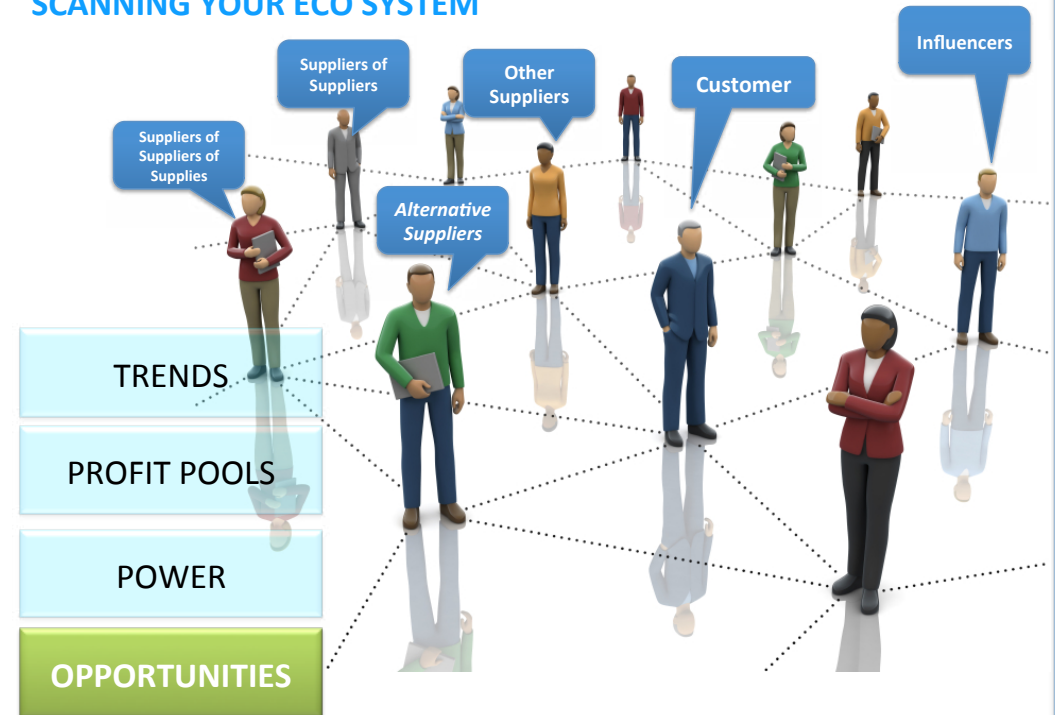 SCANNING YOUR ECO SYSTEM
Influencers
Suppliers of
Suppliers
Other
Suppliers
Customer
Suppliers of
Suppliers of
Supplies
Alternative
Suppliers
TRENDS
PROFIT POOLS
POWER
OPPORTUNITIES